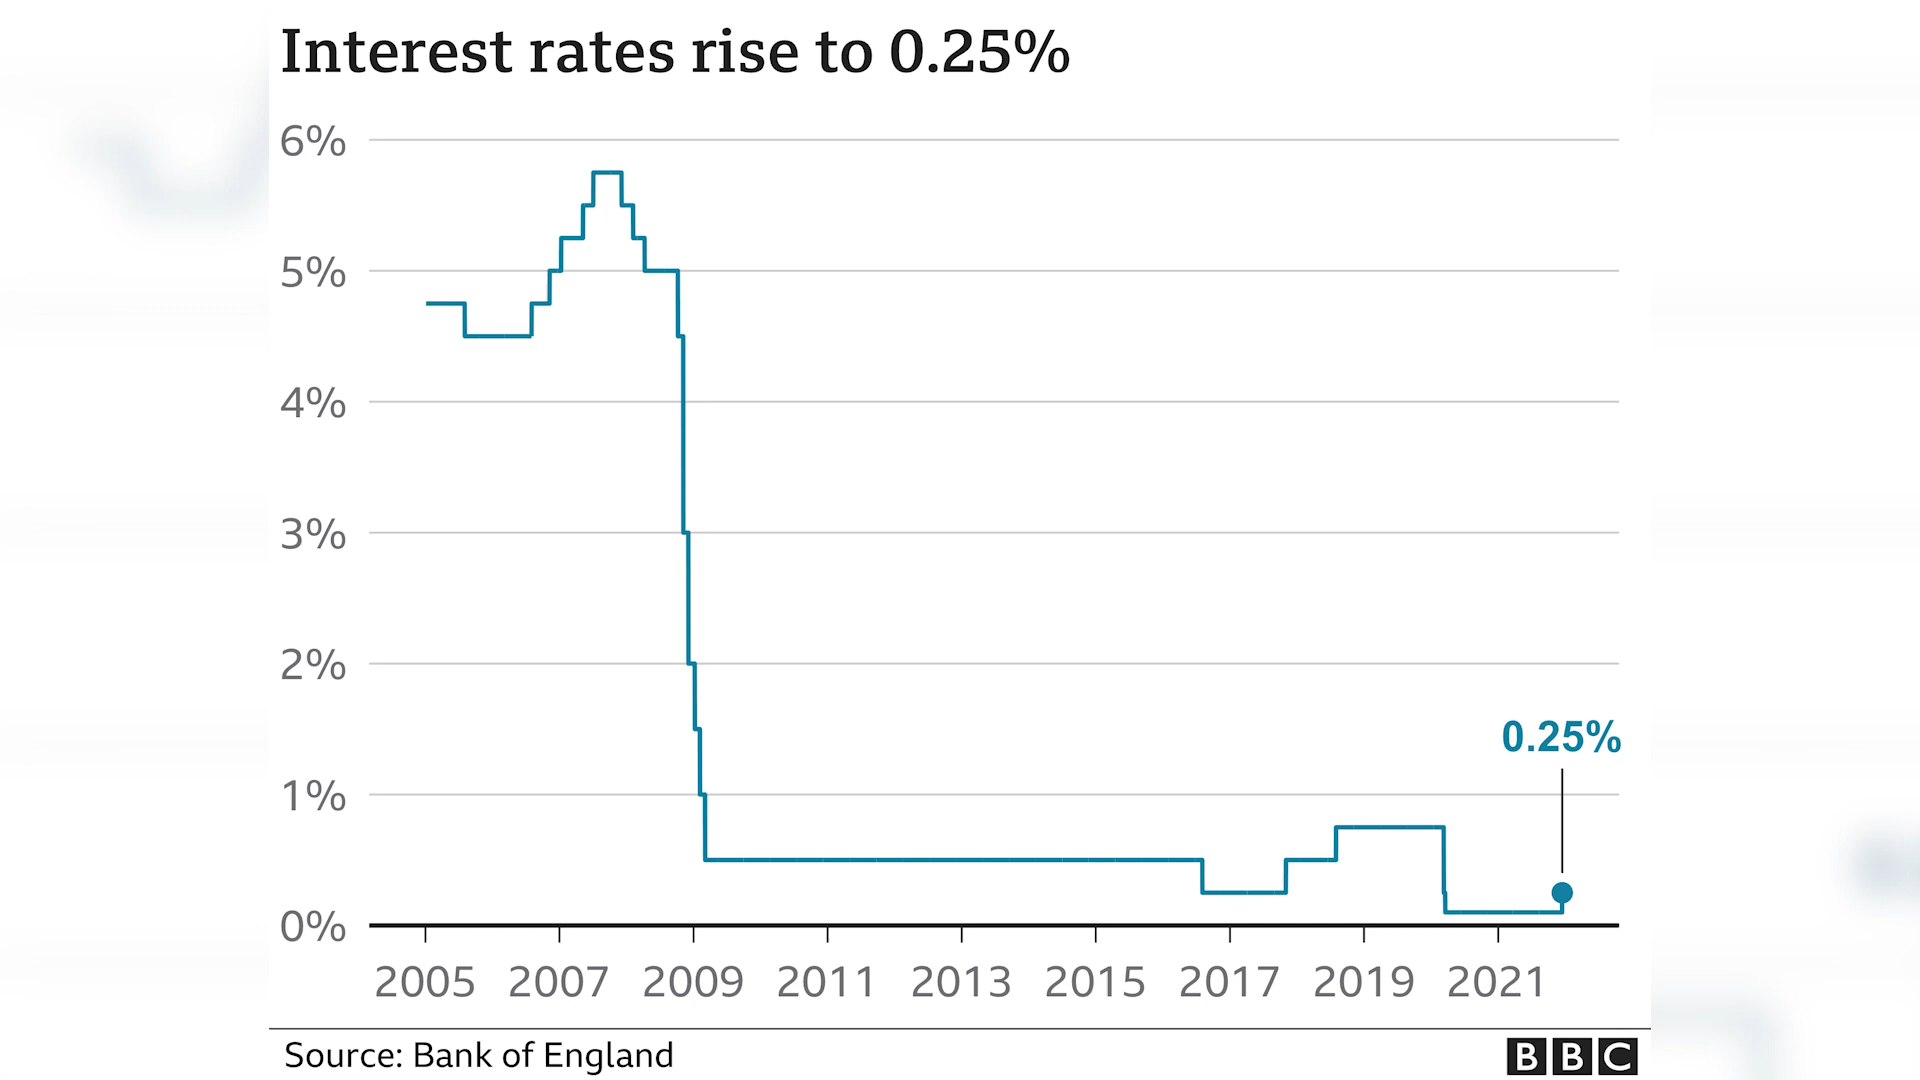 Interest rates rise to 0.25%
6%
5%
4%
3%
2%
1%
0%
0.25%
2005 2007 2009 2011 2013 2015 2017 2019 2021
Source: Bank of England
BBC